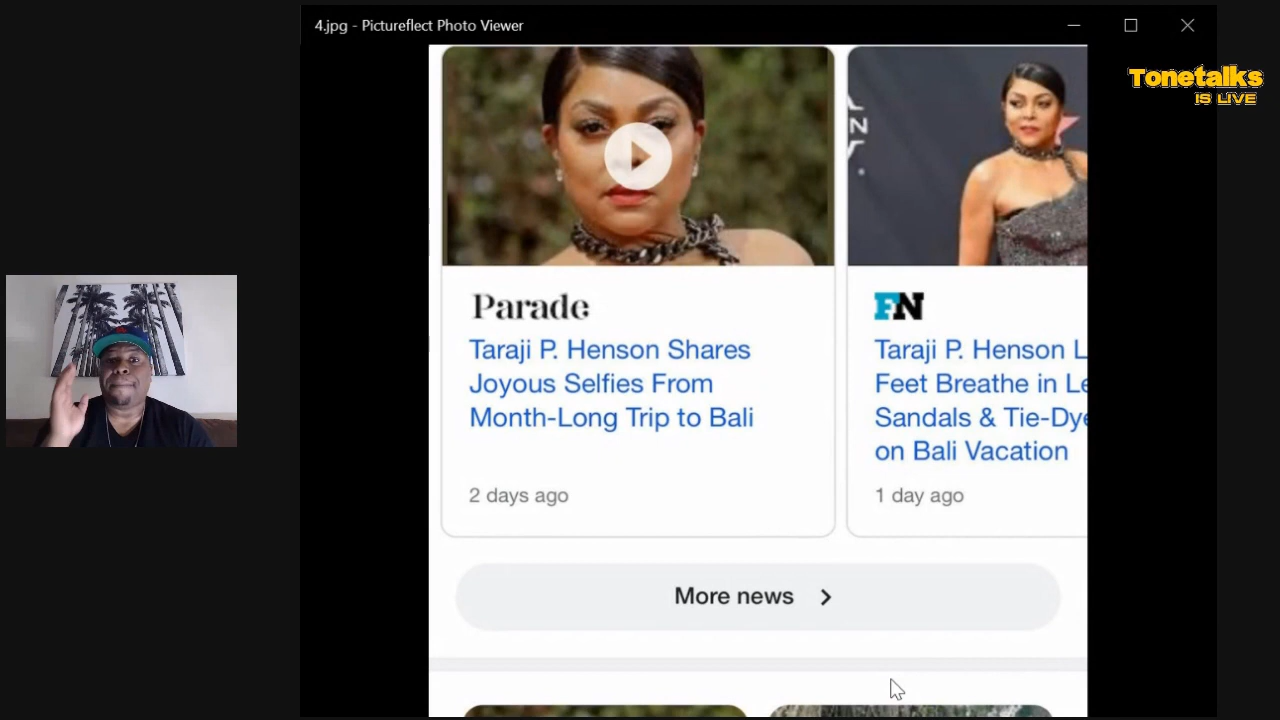 4.jpg - Pictureflect Photo Viewer
Tonetalks
IS LIVE
Parade
Taraji P. Henson Shares
Joyous Selfies From
Month-Long Trip to Bali
2 days ago
N
FN
Taraji P. Henson L
Feet Breathe in Le
Sandals & Tie-Dye
on Bali Vacation
1 day ago
More news